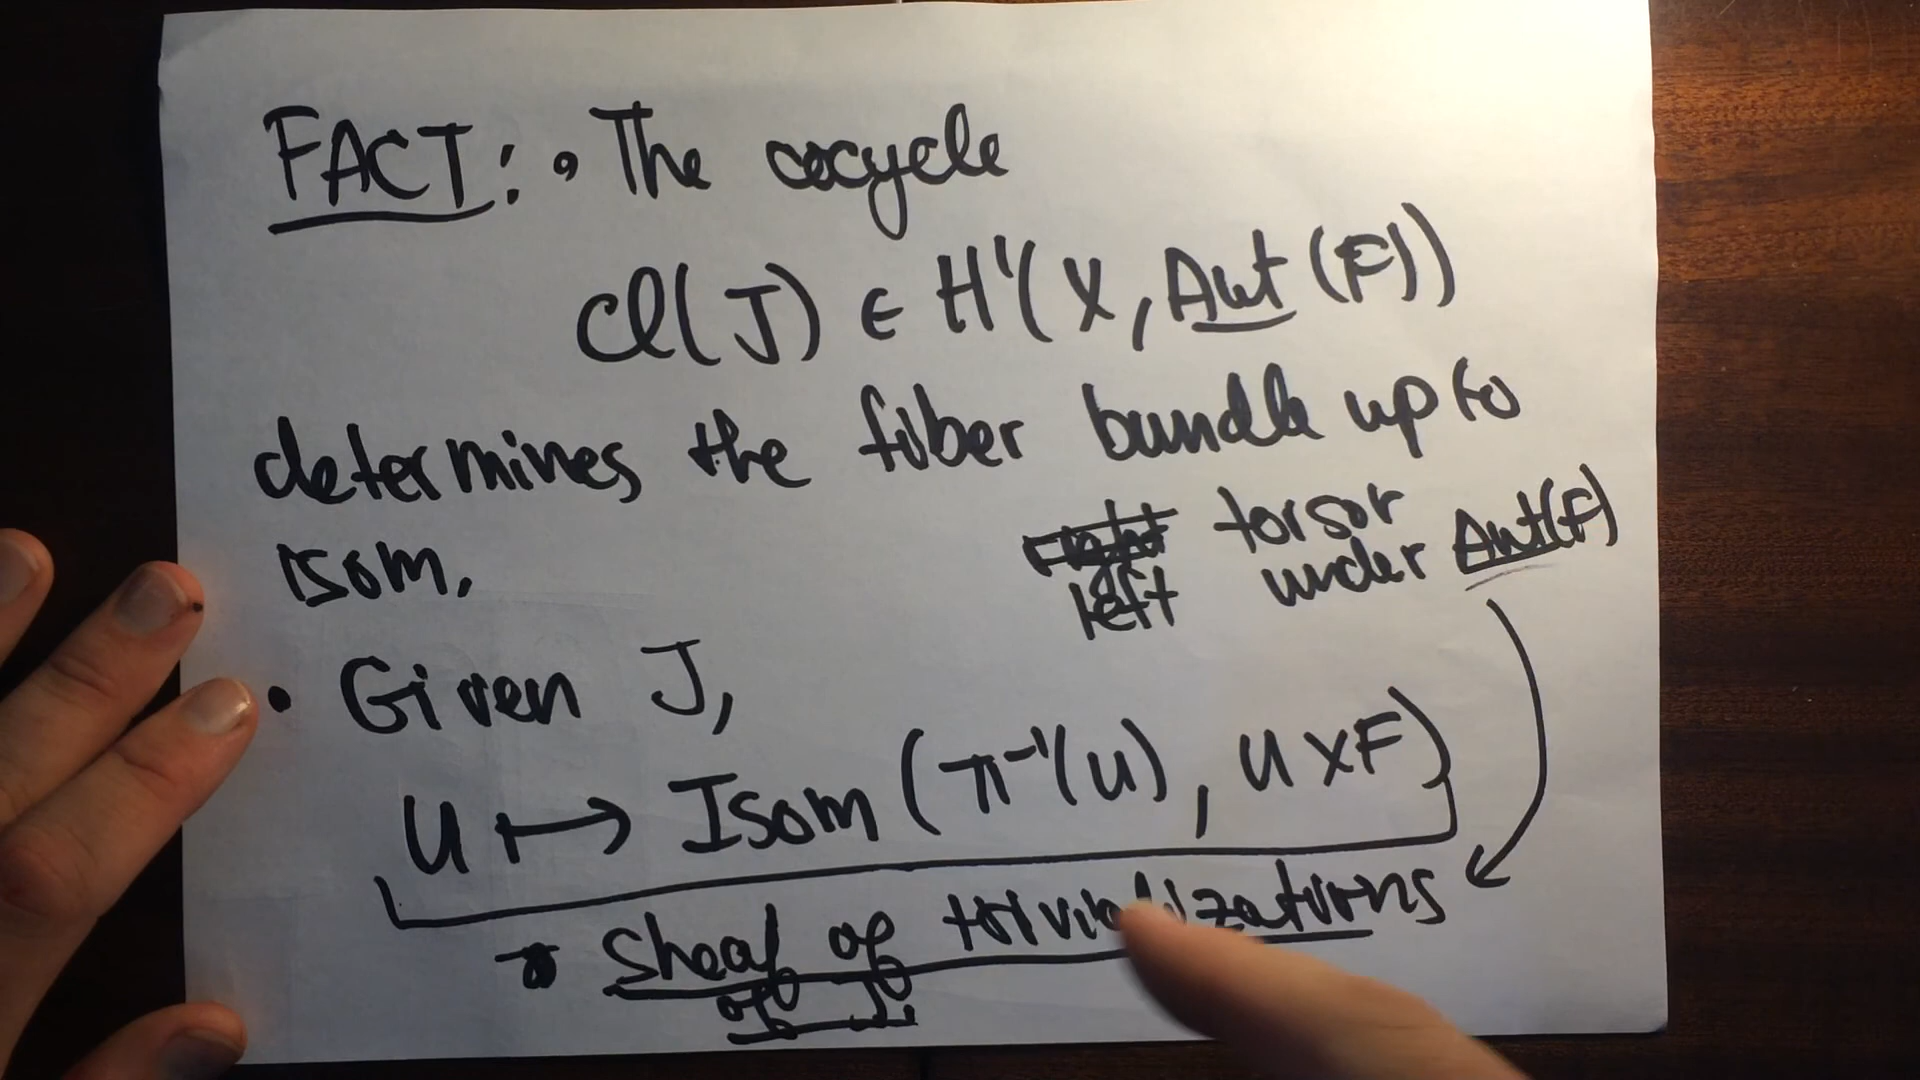 FACT: • The cocycle
cl(J) ∈ H¹(X, Aut(F))
determines the fiber bundle up to
isom.
left torsor
under Aut(F)
• Given J,
U ↦ Isom (π⁻¹(U), U×F)
Sheaf of trivializations
of J.